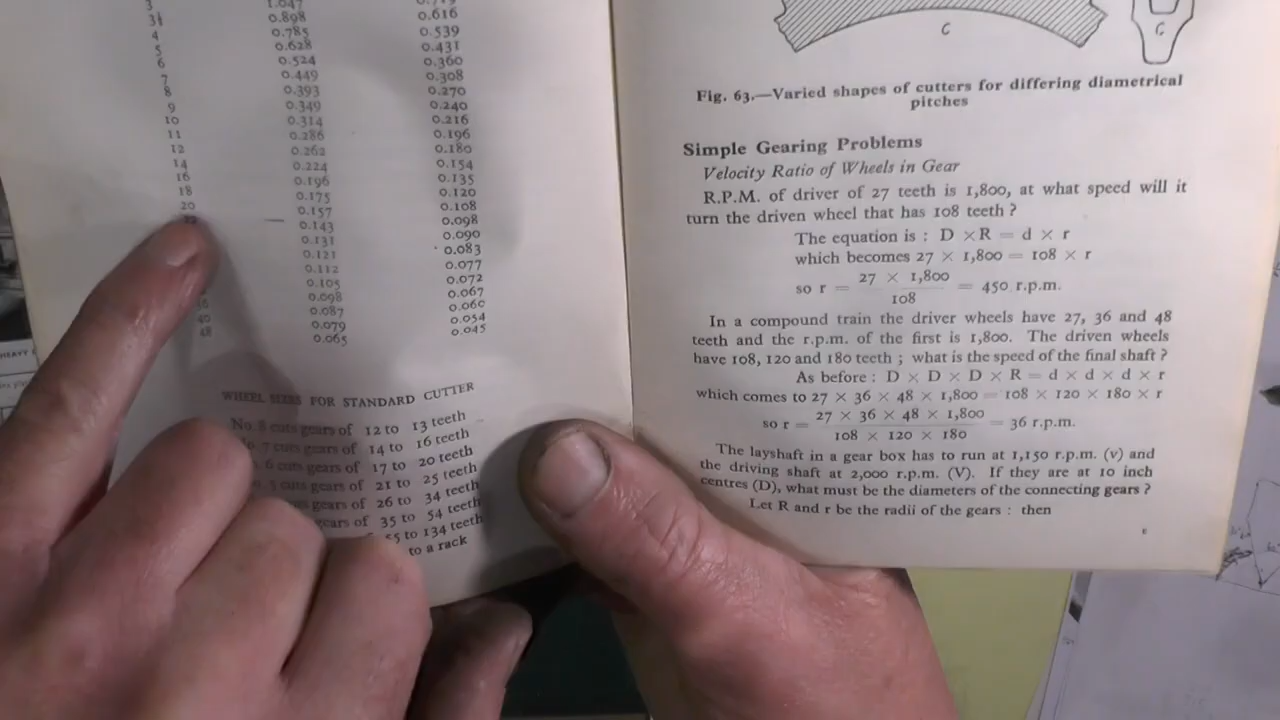 3 1.047
3½ 0.898 0.616
4 0.785 0.539
5 0.628 0.431
6 0.524 0.360
7 0.449 0.308
8 0.393 0.270
9 0.349 0.240
10 0.314 0.216
11 0.286 0.196
12 0.262 0.180
14 0.224 0.154
16 0.196 0.135
18 0.175 0.120
20 0.157 0.108
0.143 0.098
0.131 0.090
0.121 0.083
0.112 0.077
0.105 0.072
0.098 0.067
36 0.087 0.060
40 0.079 0.054
48 0.065 0.045
WHEEL SIZES FOR STANDARD CUTTER
No. 8 cuts gears of 12 to 13 teeth
No. 7 cuts gears of 14 to 16 teeth
6 cuts gears of 17 to 20 teeth
cuts gears of 21 to 25 teeth
gears of 26 to 34 teeth
gears of 35 to 54 teeth
55 to 134 teeth
to a rack
C
C
Fig. 63.—Varied shapes of cutters for differing diametrical
pitches
Simple Gearing Problems
Velocity Ratio of Wheels in Gear
R.P.M. of driver of 27 teeth is 1,800, at what speed will it
turn the driven wheel that has 108 teeth ?
The equation is : D × R = d × r
which becomes 27 × 1,800 = 108 × r
so r = 27 × 1,800 / 108 = 450 r.p.m.
In a compound train the driver wheels have 27, 36 and 48
teeth and the r.p.m. of the first is 1,800. The driven wheels
have 108, 120 and 180 teeth ; what is the speed of the final shaft ?
As before : D × D × D × R = d × d × d × r
which comes to 27 × 36 × 48 × 1,800 = 108 × 120 × 180 × r
so r = 27 × 36 × 48 × 1,800 / 108 × 120 × 180 = 36 r.p.m.
The layshaft in a gear box has to run at 1,150 r.p.m. (v) and
the driving shaft at 2,000 r.p.m. (V). If they are at 10 inch
centres (D), what must be the diameters of the connecting gears ?
Let R and r be the radii of the gears : then
E